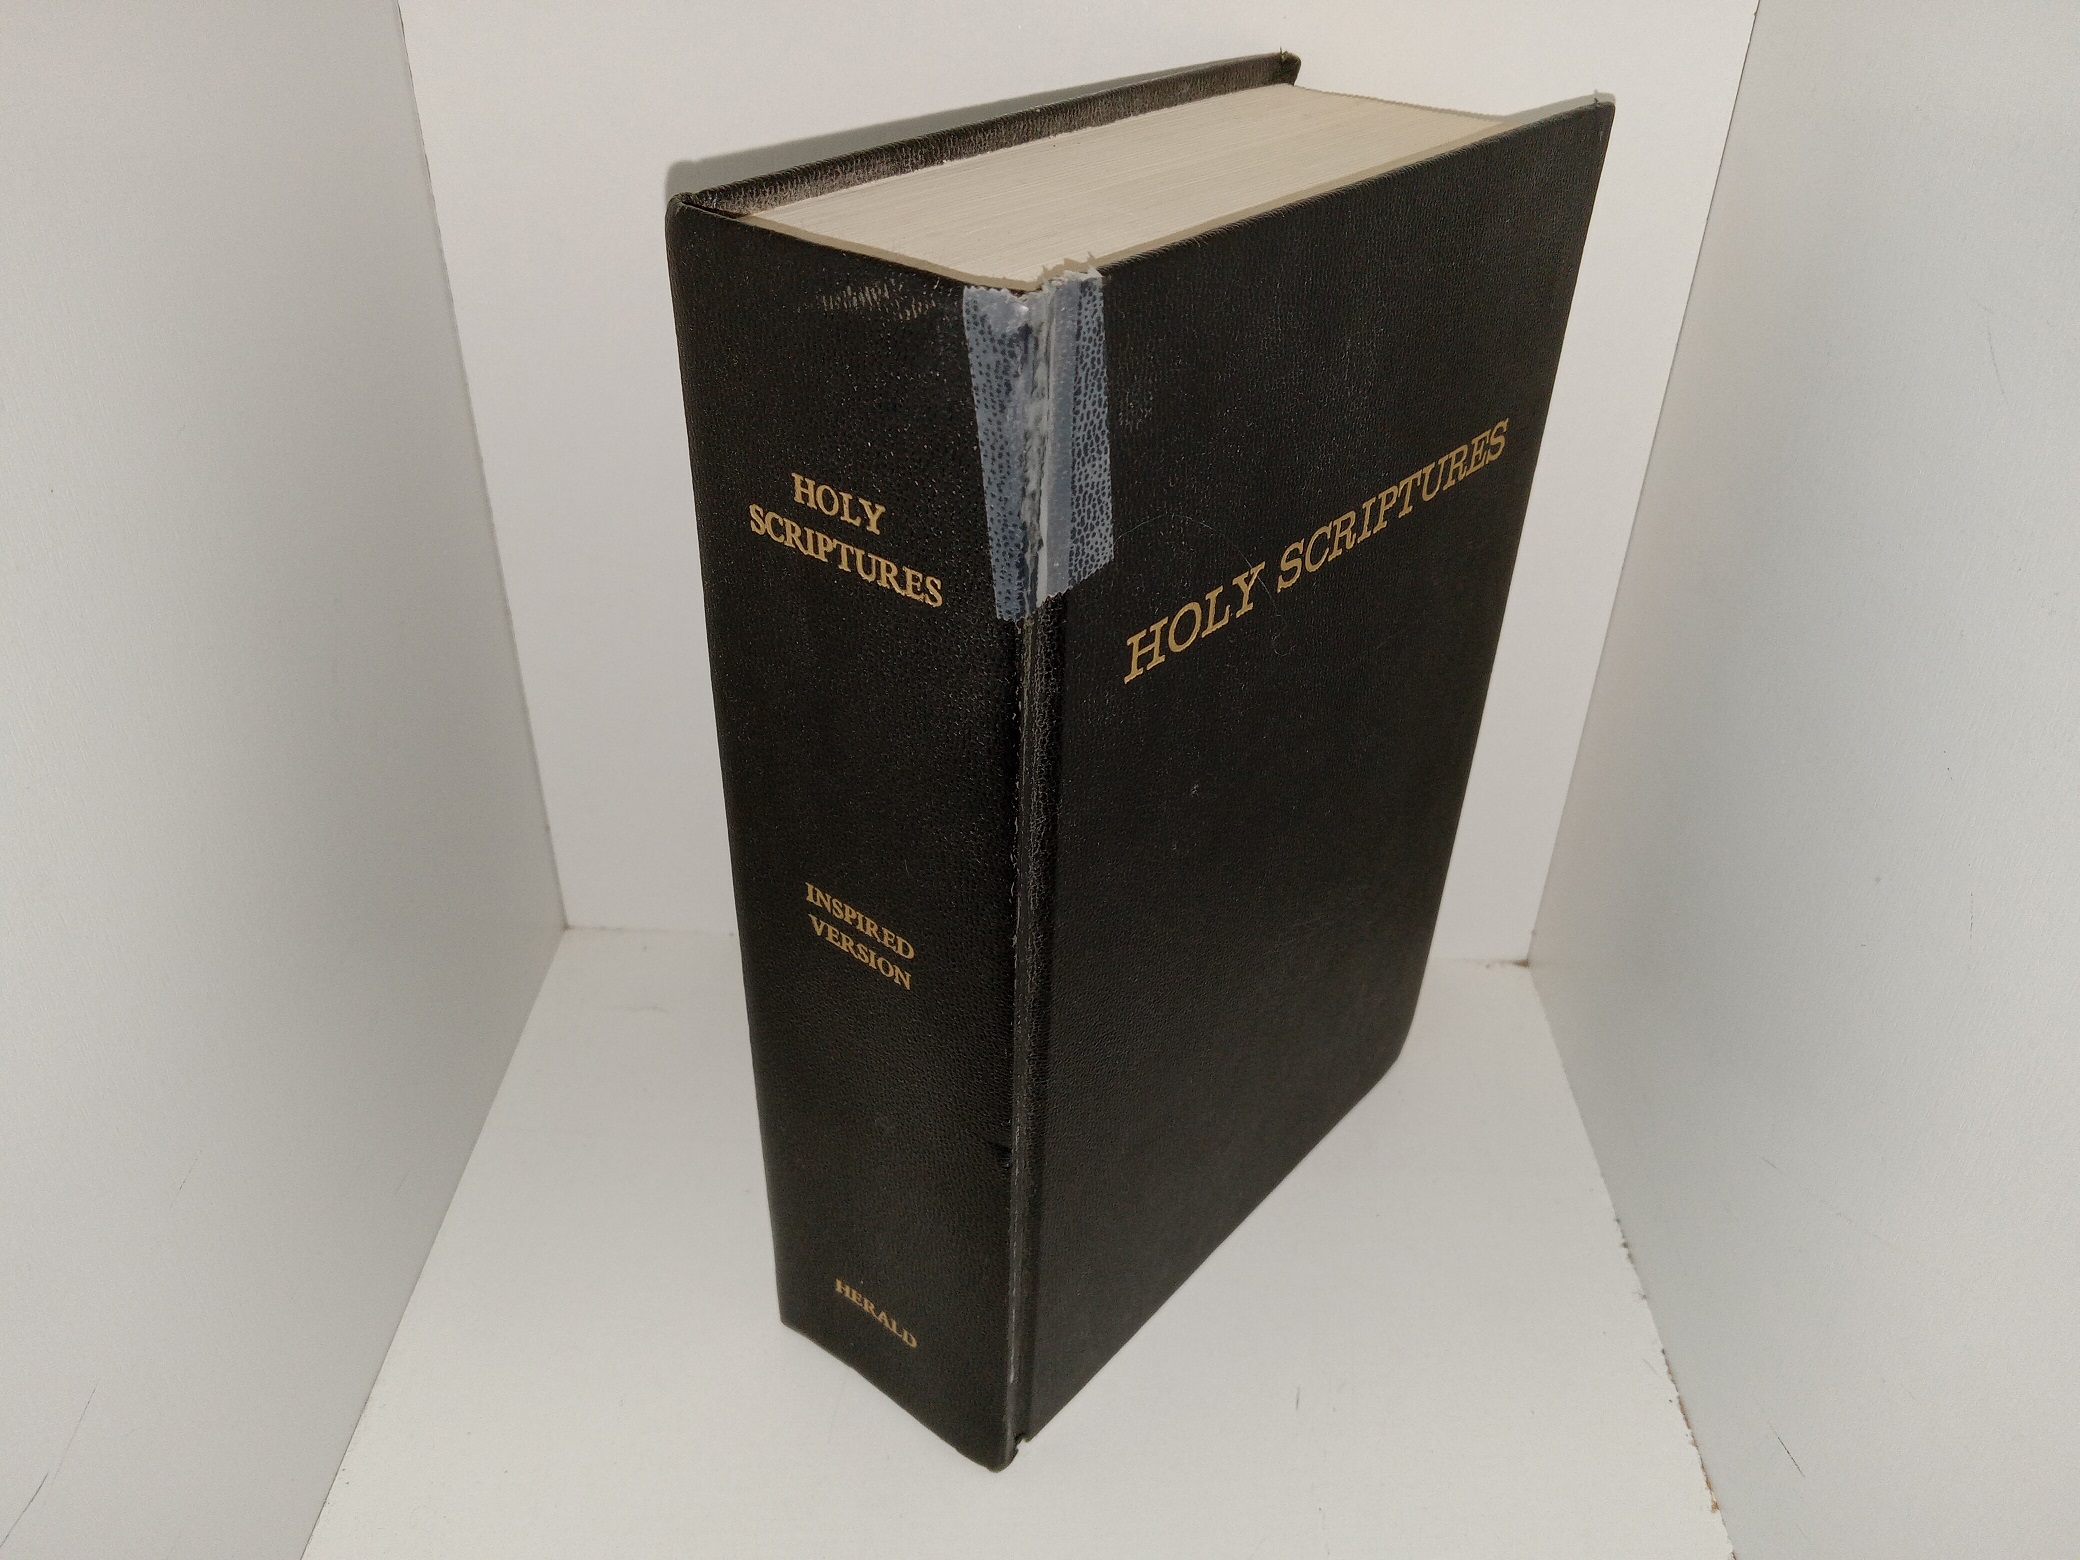 HOLY
SCRIPTURES
INSPIRED
VERSION
HERALD
HOLY SCRIPTURES